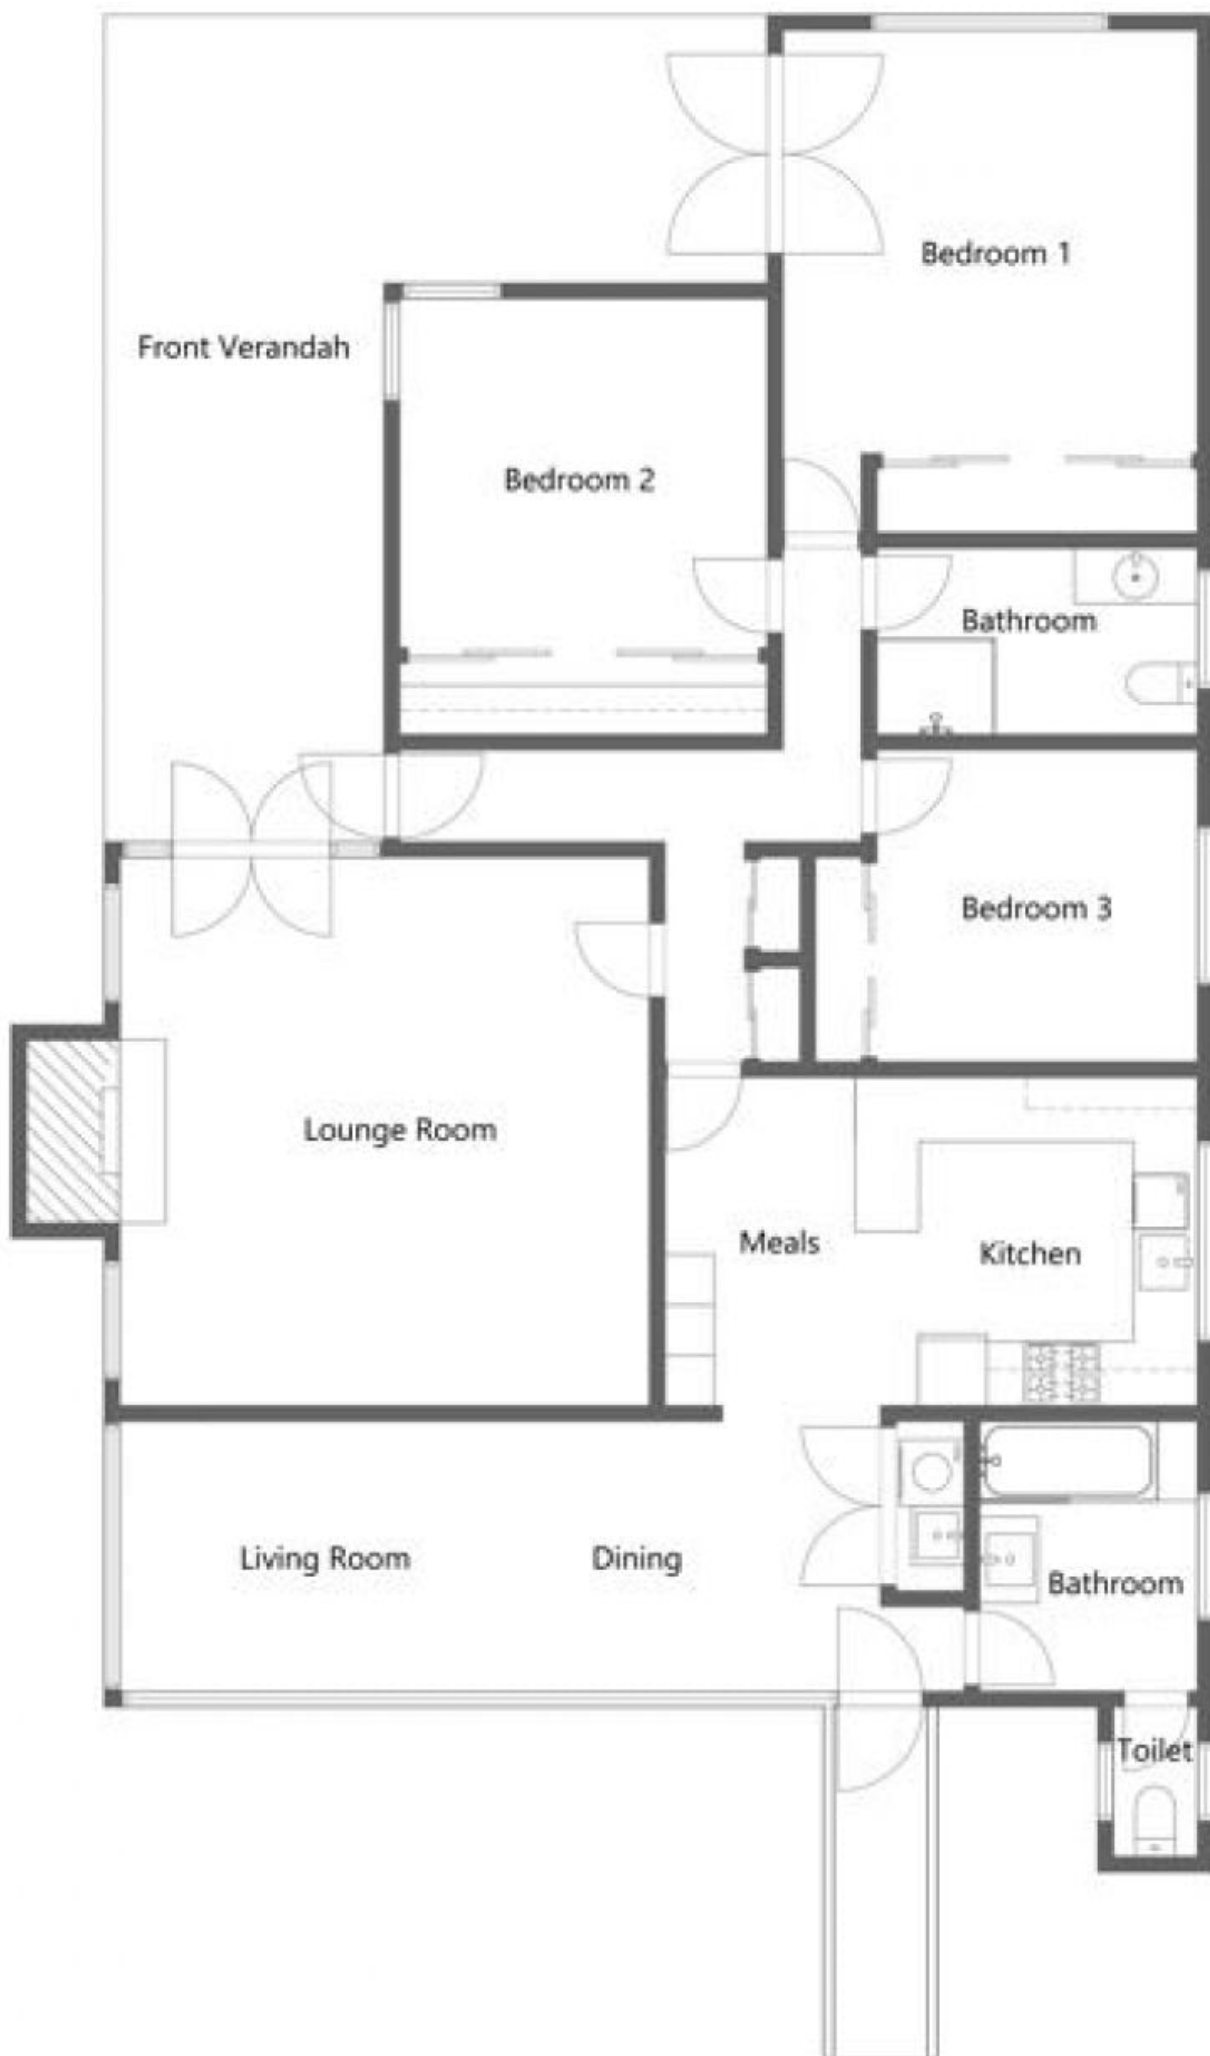 Bedroom 1
Front Verandah
Bedroom 2
Bathroom
Bedroom 3
Lounge Room
Meals
Kitchen
Living Room
Dining
Bathroom
Toilet